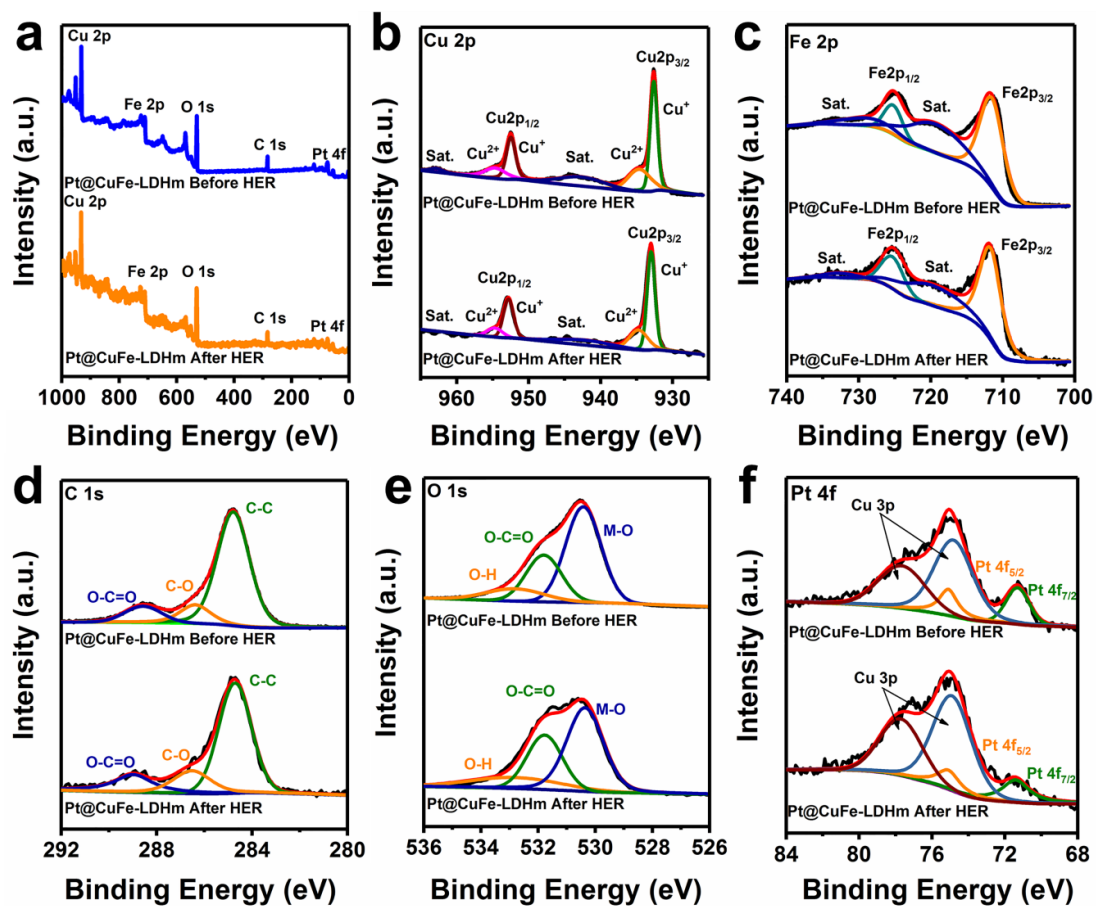 a
Cu 2p
Fe 2p
O 1s
C 1s
Pt 4f
Pt@CuFe-LDHm Before HER
Cu 2p
Fe 2p
O 1s
C 1s
Pt 4f
Pt@CuFe-LDHm After HER
Intensity (a.u.)
1000 800 600 400 200 0
Binding Energy (eV)
b
Cu 2p
Cu2p3/2
Cu+
Cu2p1/2
Cu2+
Cu+
Sat.
Sat.
Cu2+
Pt@CuFe-LDHm Before HER
Cu2p3/2
Cu2p1/2
Cu+
Cu2+
Cu+
Sat.
Sat.
Cu2+
Pt@CuFe-LDHm After HER
Intensity (a.u.)
960 950 940 930
Binding Energy (eV)
c
Fe 2p
Fe2p1/2
Fe2p3/2
Sat.
Sat.
Pt@CuFe-LDHm Before HER
Fe2p1/2
Fe2p3/2
Sat.
Sat.
Pt@CuFe-LDHm After HER
Intensity (a.u.)
740 730 720 710 700
Binding Energy (eV)
d
C 1s
C-C
C-O
O-C=O
Pt@CuFe-LDHm Before HER
C-C
C-O
O-C=O
Pt@CuFe-LDHm After HER
Intensity (a.u.)
292 288 284 280
Binding Energy (eV)
e
O 1s
M-O
O-C=O
O-H
Pt@CuFe-LDHm Before HER
O-C=O
M-O
O-H
Pt@CuFe-LDHm After HER
Intensity (a.u.)
536 534 532 530 528 526
Binding Energy (eV)
f
Pt 4f
Cu 3p
Pt 4f5/2
Pt 4f7/2
Pt@CuFe-LDHm Before HER
Cu 3p
Pt 4f5/2
Pt 4f7/2
Pt@CuFe-LDHm After HER
Intensity (a.u.)
84 80 76 72 68
Binding Energy (eV)